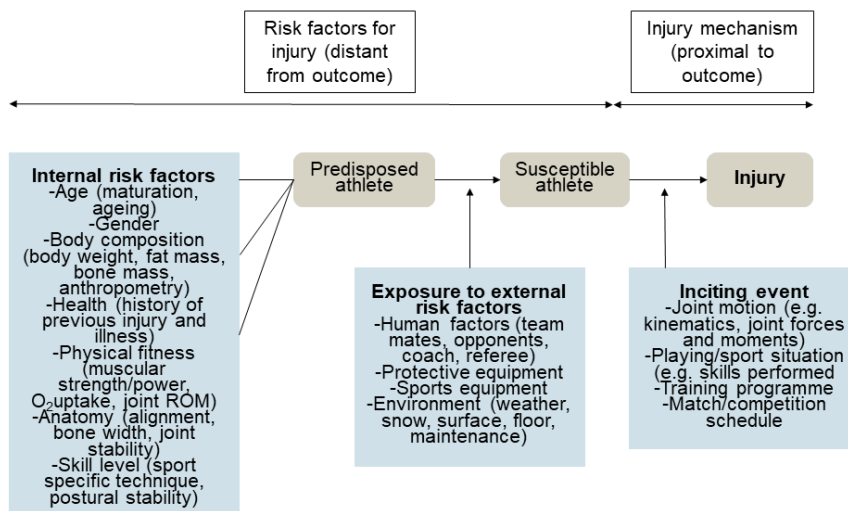 Risk factors for
injury (distant
from outcome)
Injury mechanism
(proximal to
outcome)
Internal risk factors
-Age (maturation,
ageing)
-Gender
-Body composition
(body weight, fat mass,
bone mass,
anthropometry)
-Health (history of
previous injury and
illness)
-Physical fitness
(muscular
strength/power,
O₂uptake, joint ROM)
-Anatomy (alignment,
bone width, joint
stability)
-Skill level (sport
specific technique,
postural stability)
Predisposed
athlete
Susceptible
athlete
Injury
Exposure to external
risk factors
-Human factors (team
mates, opponents,
coach, referee)
-Protective equipment
-Sports equipment
-Environment (weather,
snow, surface, floor,
maintenance)
Inciting event
-Joint motion (e.g.
kinematics, joint forces
and moments)
-Playing/sport situation
(e.g. skills performed
-Training programme
-Match/competition
schedule